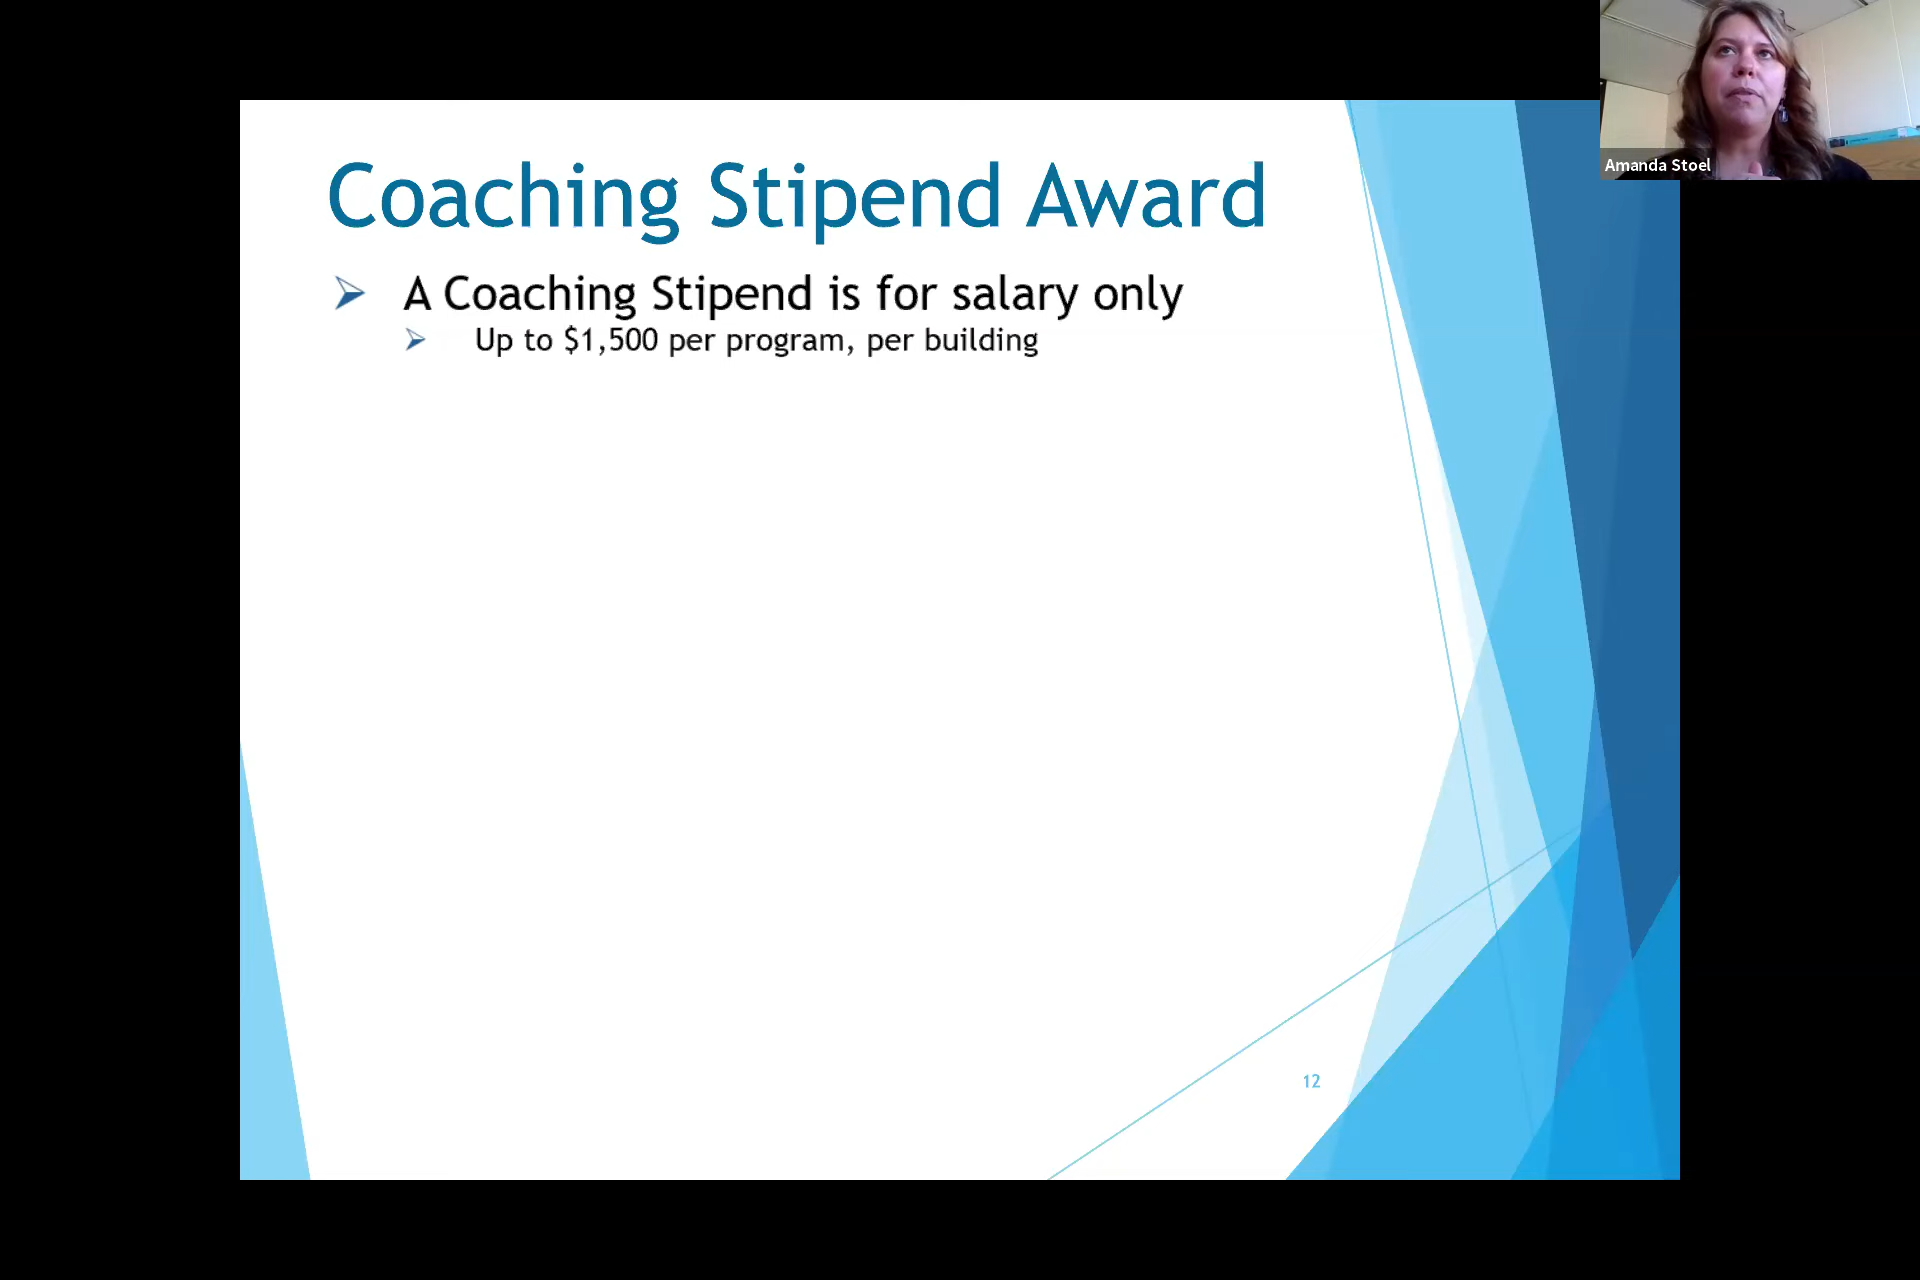 Coaching Stipend Award
A Coaching Stipend is for salary only
Up to $1,500 per program, per building
12
Amanda Stoel